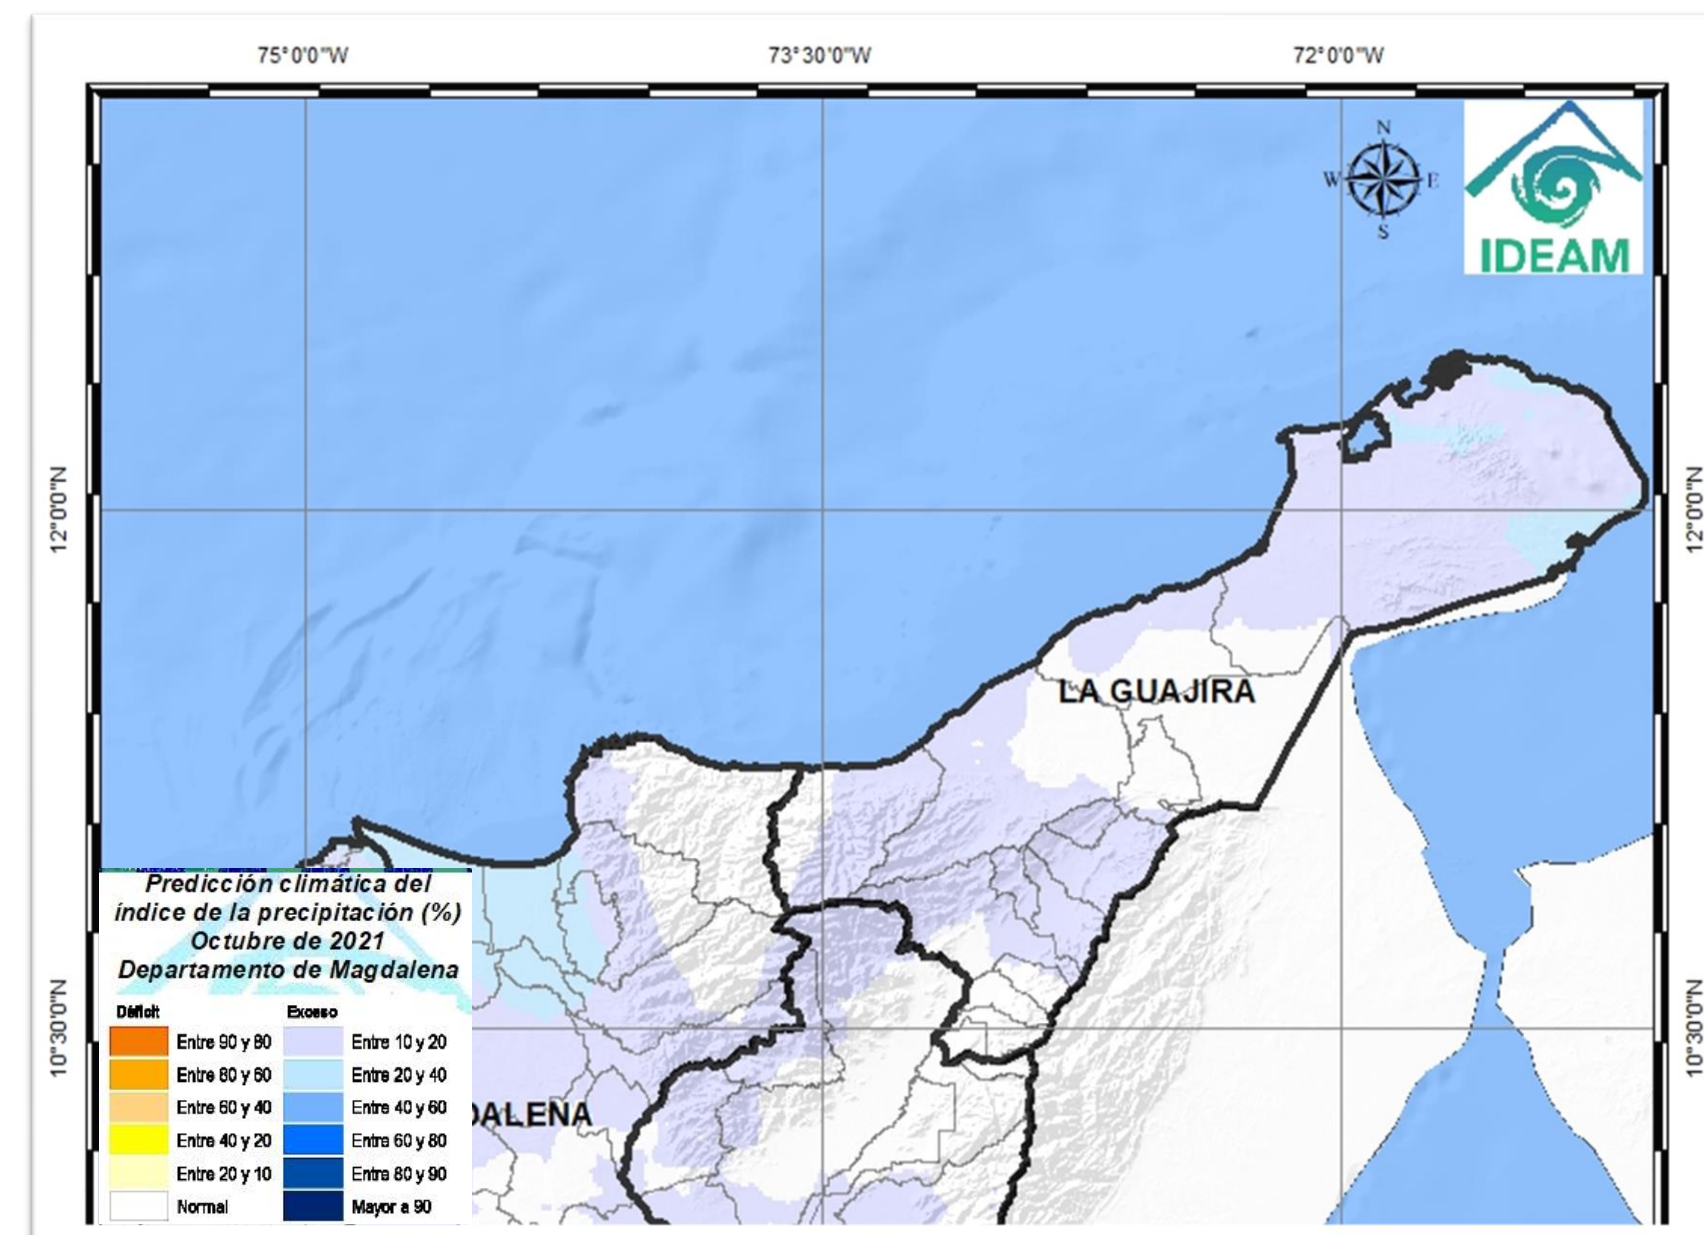 75°0'0"W
73°30'0"W
72°0'0"W
N
W
E
S
IDEAM
12°0'0"N
12°0'0"N
LA GUAJIRA
Predicción climática del
índice de la precipitación (%)
Octubre de 2021
Departamento de Magdalena
Déficit
Exceso
Entre 90 y 80
Entre 10 y 20
Entre 80 y 60
Entre 20 y 40
Entre 60 y 40
Entre 40 y 60
Entre 40 y 20
Entre 60 y 80
Entre 20 y 10
Entre 80 y 90
Normal
Mayor a 90
10°30'0"N
10°30'0"N
DALENA